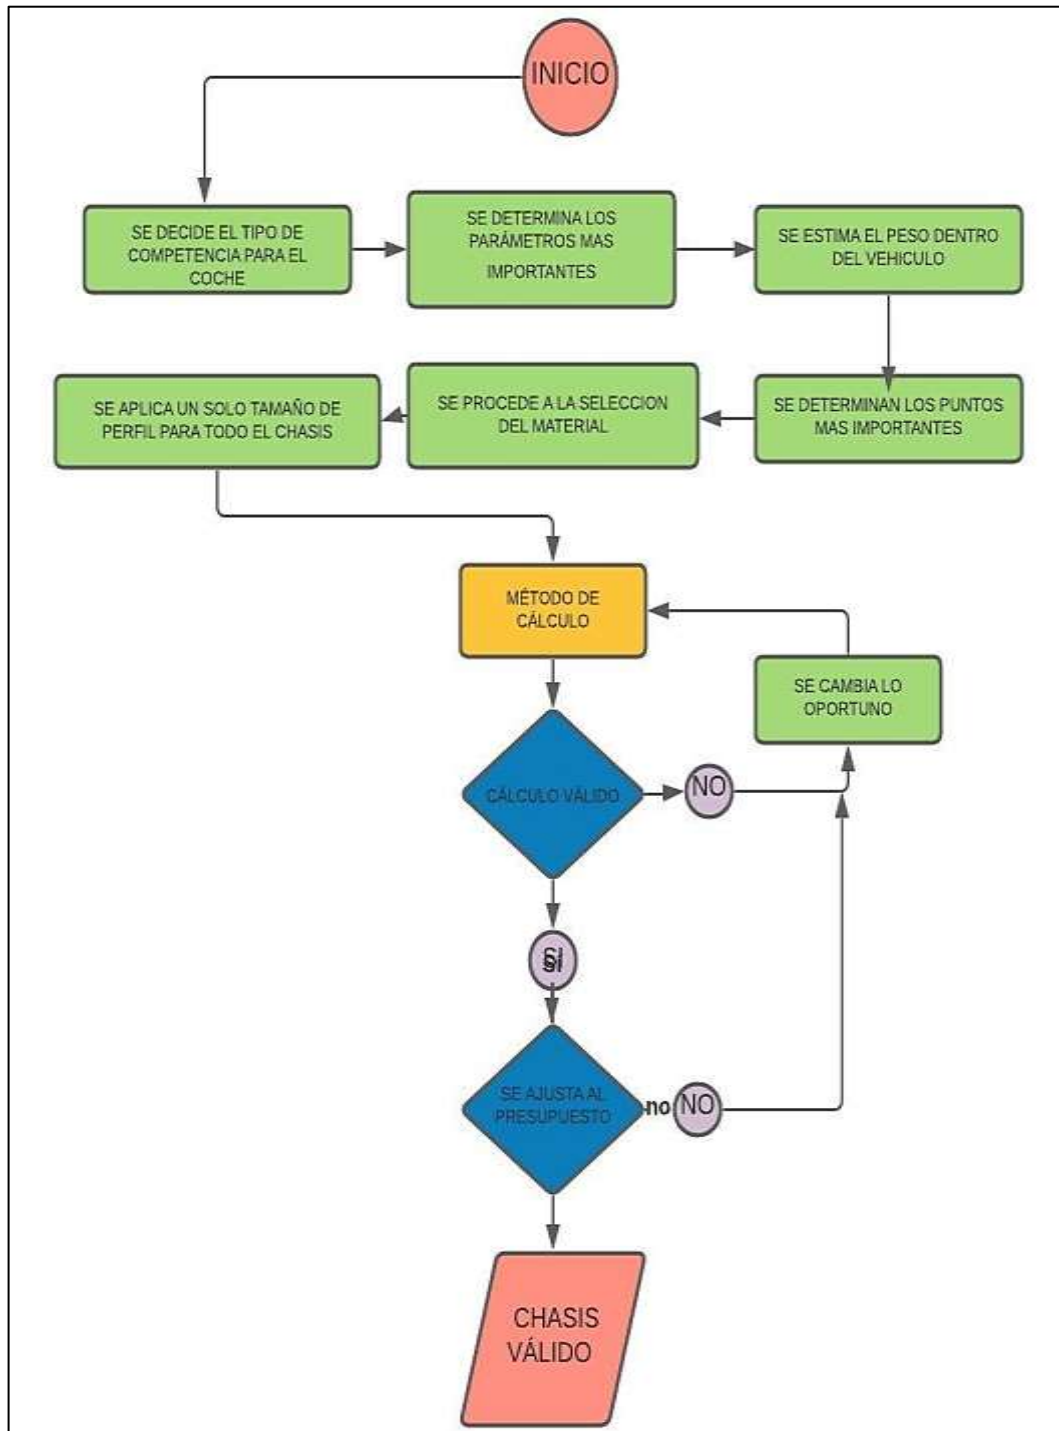 INICIO
SE DECIDE EL TIPO DE
COMPETENCIA PARA EL
COCHE
SE DETERMINA LOS
PARÁMETROS MAS
IMPORTANTES
SE ESTIMA EL PESO DENTRO
DEL VEHICULO
SE DETERMINAN LOS PUNTOS
MAS IMPORTANTES
SE PROCEDE A LA SELECCION
DEL MATERIAL
SE APLICA UN SOLO TAMAÑO DE
PERFIL PARA TODO EL CHASIS
MÉTODO DE
CÁLCULO
SE CAMBIA LO
OPORTUNO
CÁLCULO VÁLIDO
NO
SI
SE AJUSTA AL
PRESUPUESTO
no
NO
CHASIS
VÁLIDO